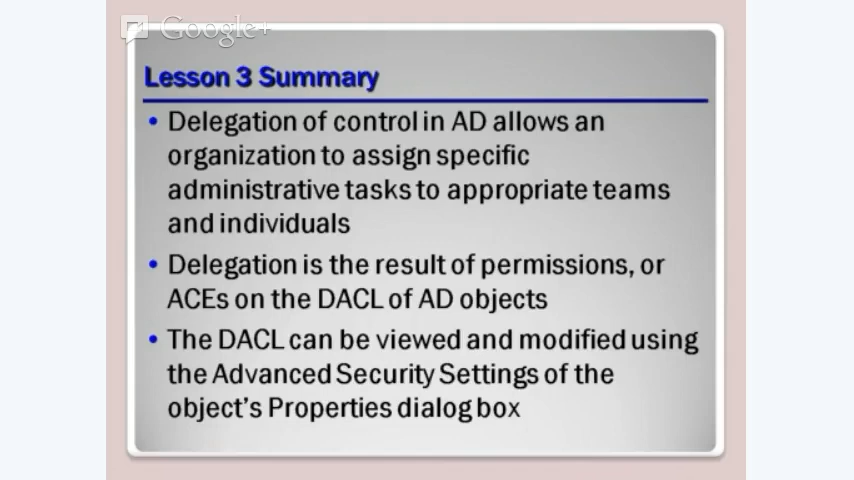 Google+
Lesson 3 Summary
• Delegation of control in AD allows an
organization to assign specific
administrative tasks to appropriate teams
and individuals
• Delegation is the result of permissions, or
ACEs on the DACL of AD objects
• The DACL can be viewed and modified using
the Advanced Security Settings of the
object's Properties dialog box